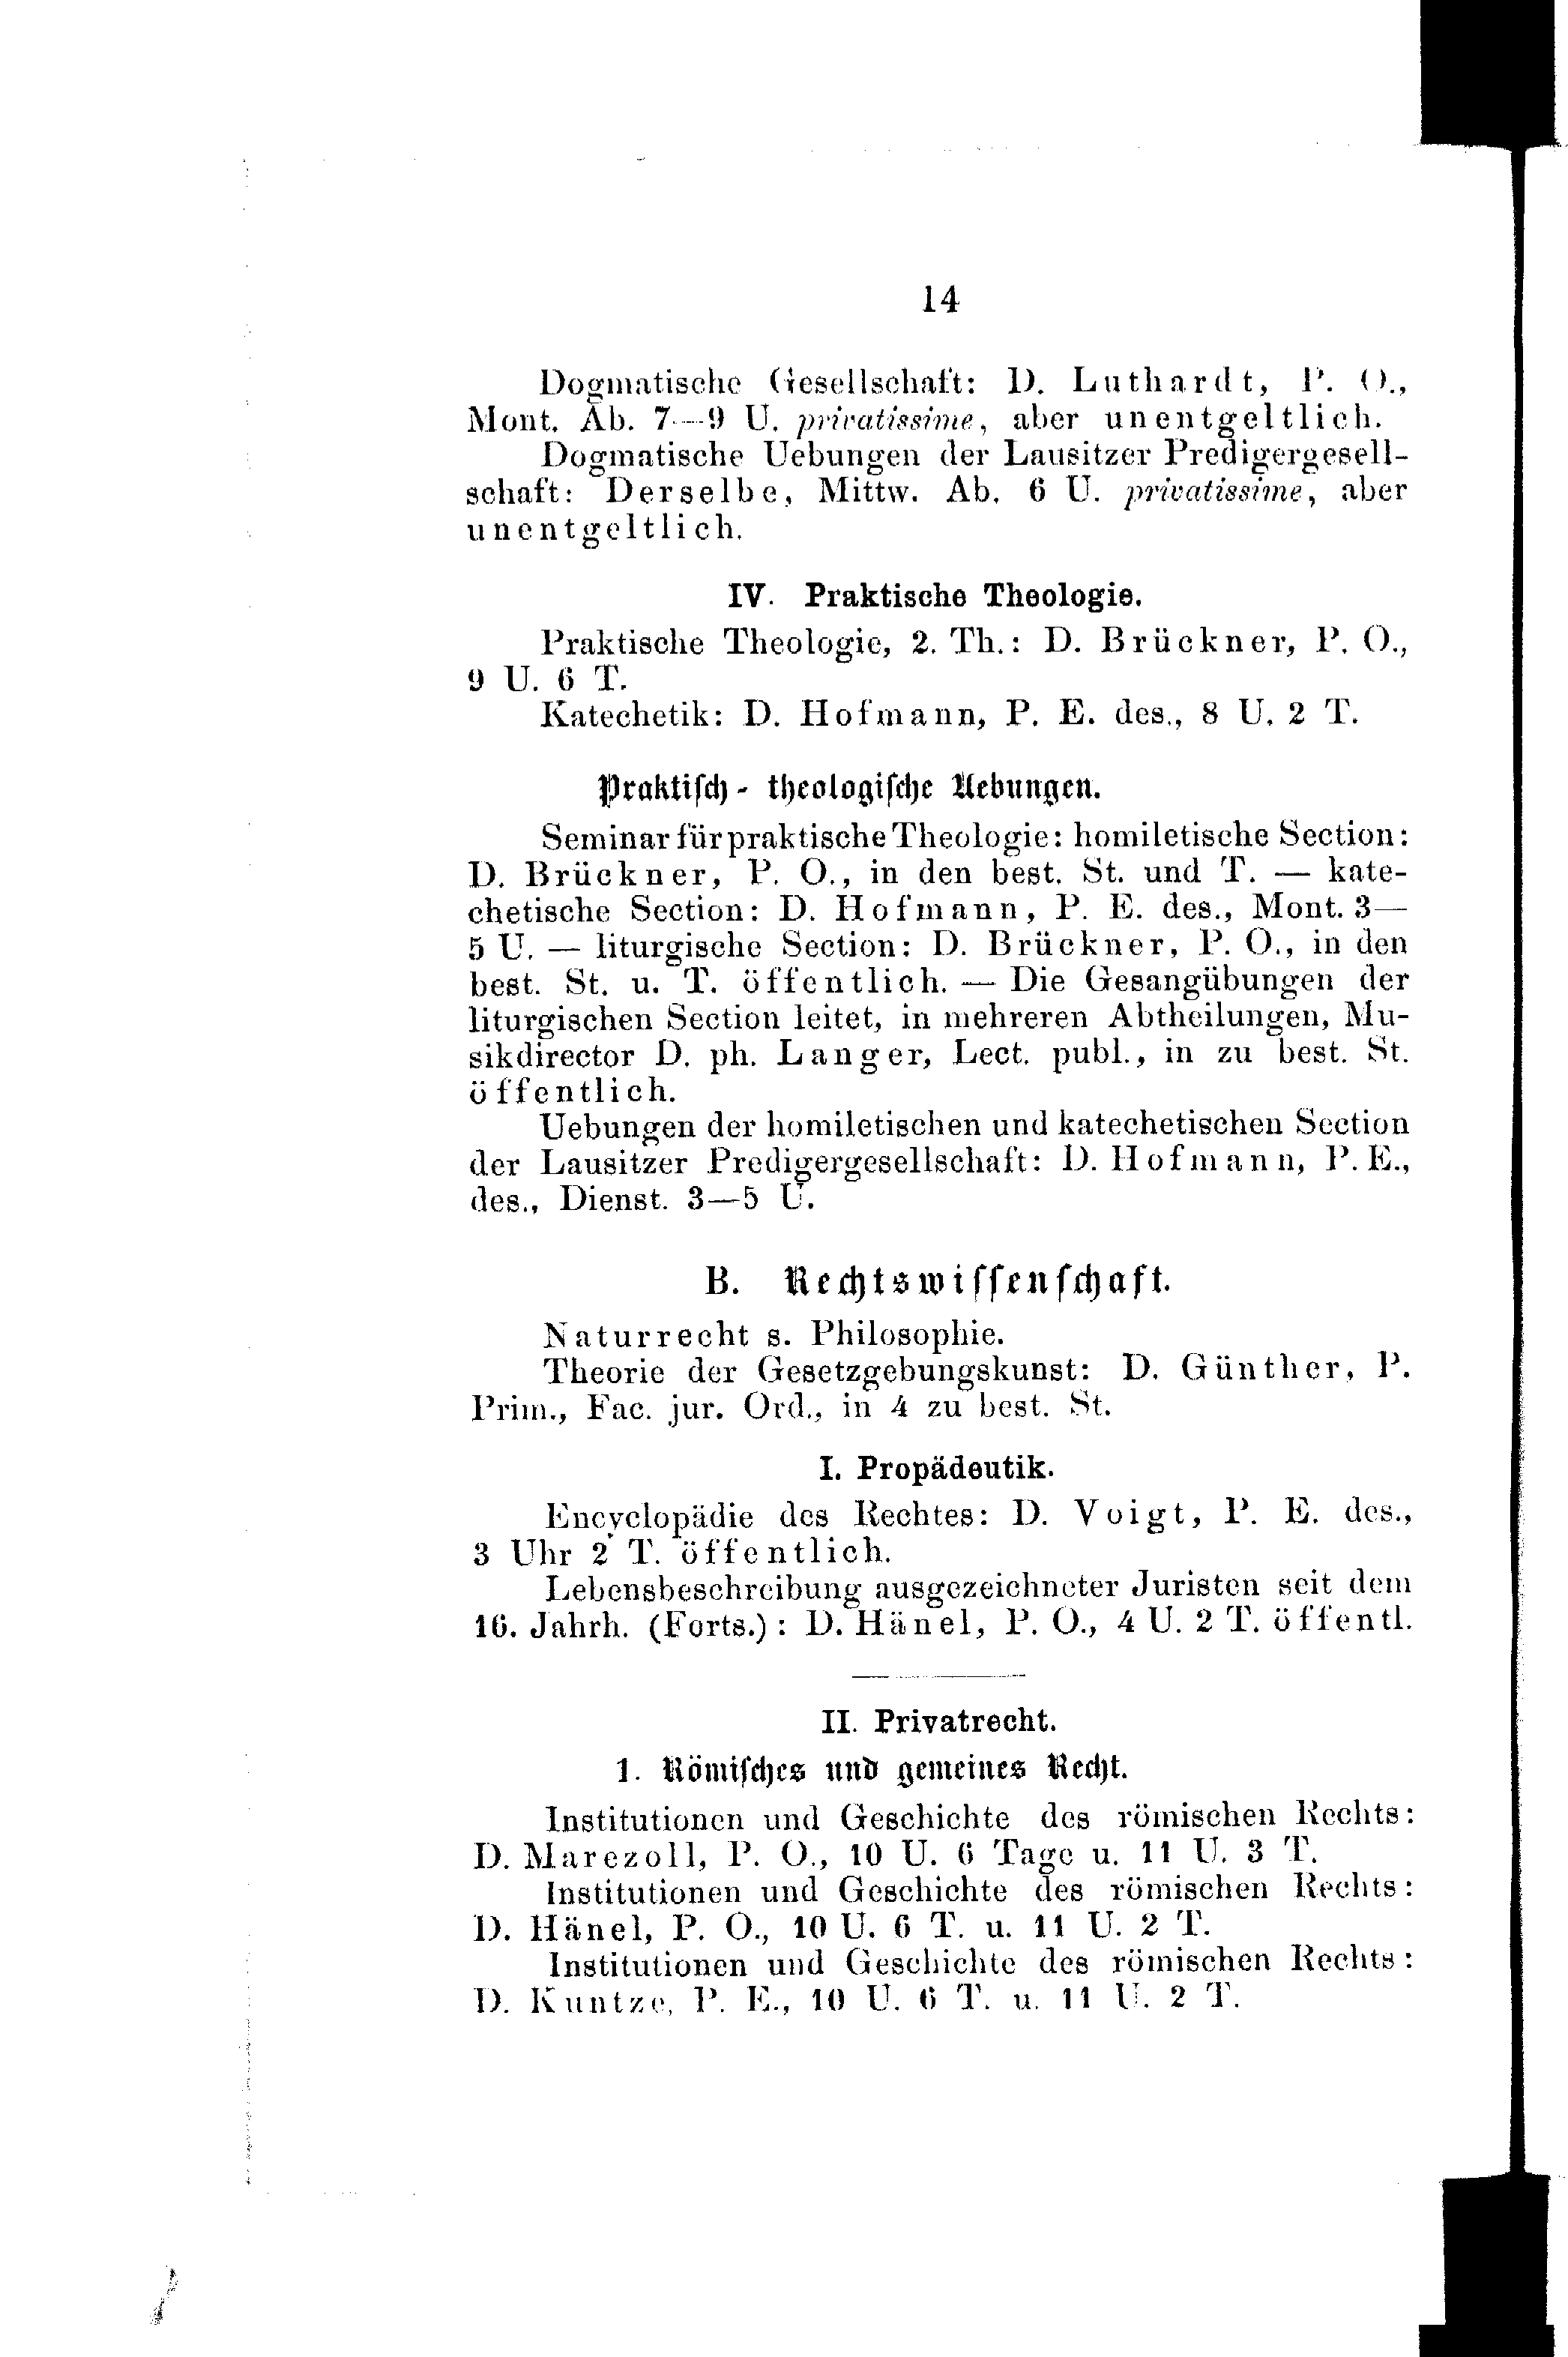 14
Dogmatische Gesellschaft: D. Luthardt, P. O.,
Mont. Ab. 7—9 U. privatissime, aber unentgeltlich.
Dogmatische Uebungen der Lausitzer Predigergesell-
schaft: Derselbe, Mittw. Ab. 6 U. privatissime, aber
unentgeltlich.
IV. Praktische Theologie.
Praktische Theologie, 2. Th.: D. Brückner, P. O.,
9 U. 6 T.
Katechetik: D. Hofmann, P. E. des., 8 U. 2 T.
Praktisch - theologische Uebungen.
Seminar für praktische Theologie: homiletische Section:
D. Brückner, P. O., in den best. St. und T. — kate-
chetische Section: D. Hofmann, P. E. des., Mont. 3—
5 U. — liturgische Section: D. Brückner, P. O., in den
best. St. u. T. öffentlich. — Die Gesangübungen der
liturgischen Section leitet, in mehreren Abtheilungen, Mu-
sikdirector D. ph. Langer, Lect. publ., in zu best. St.
öffentlich.
Uebungen der homiletischen und katechetischen Section
der Lausitzer Predigergesellschaft: D. Hofmann, P. E.,
des., Dienst. 3—5 U.
B. Rechtswissenschaft.
Naturrecht s. Philosophie.
Theorie der Gesetzgebungskunst: D. Günther, P.
Prim., Fac. jur. Ord., in 4 zu best. St.
I. Propädeutik.
Encyclopädie des Rechtes: D. Voigt, P. E. des.,
3 Uhr 2 T. öffentlich.
Lebensbeschreibung ausgezeichneter Juristen seit dem
16. Jahrh. (Forts.): D. Hänel, P. O., 4 U. 2 T. öffentl.
II. Privatrecht.
1. Römisches und gemeines Recht.
Institutionen und Geschichte des römischen Rechts:
D. Marezoll, P. O., 10 U. 6 Tage u. 11 U. 3 T.
Institutionen und Geschichte des römischen Rechts:
D. Hänel, P. O., 10 U. 6 T. u. 11 U. 2 T.
Institutionen und Geschichte des römischen Rechts:
D. Kuntze, P. E., 10 U. 6 T. u. 11 U. 2 T.